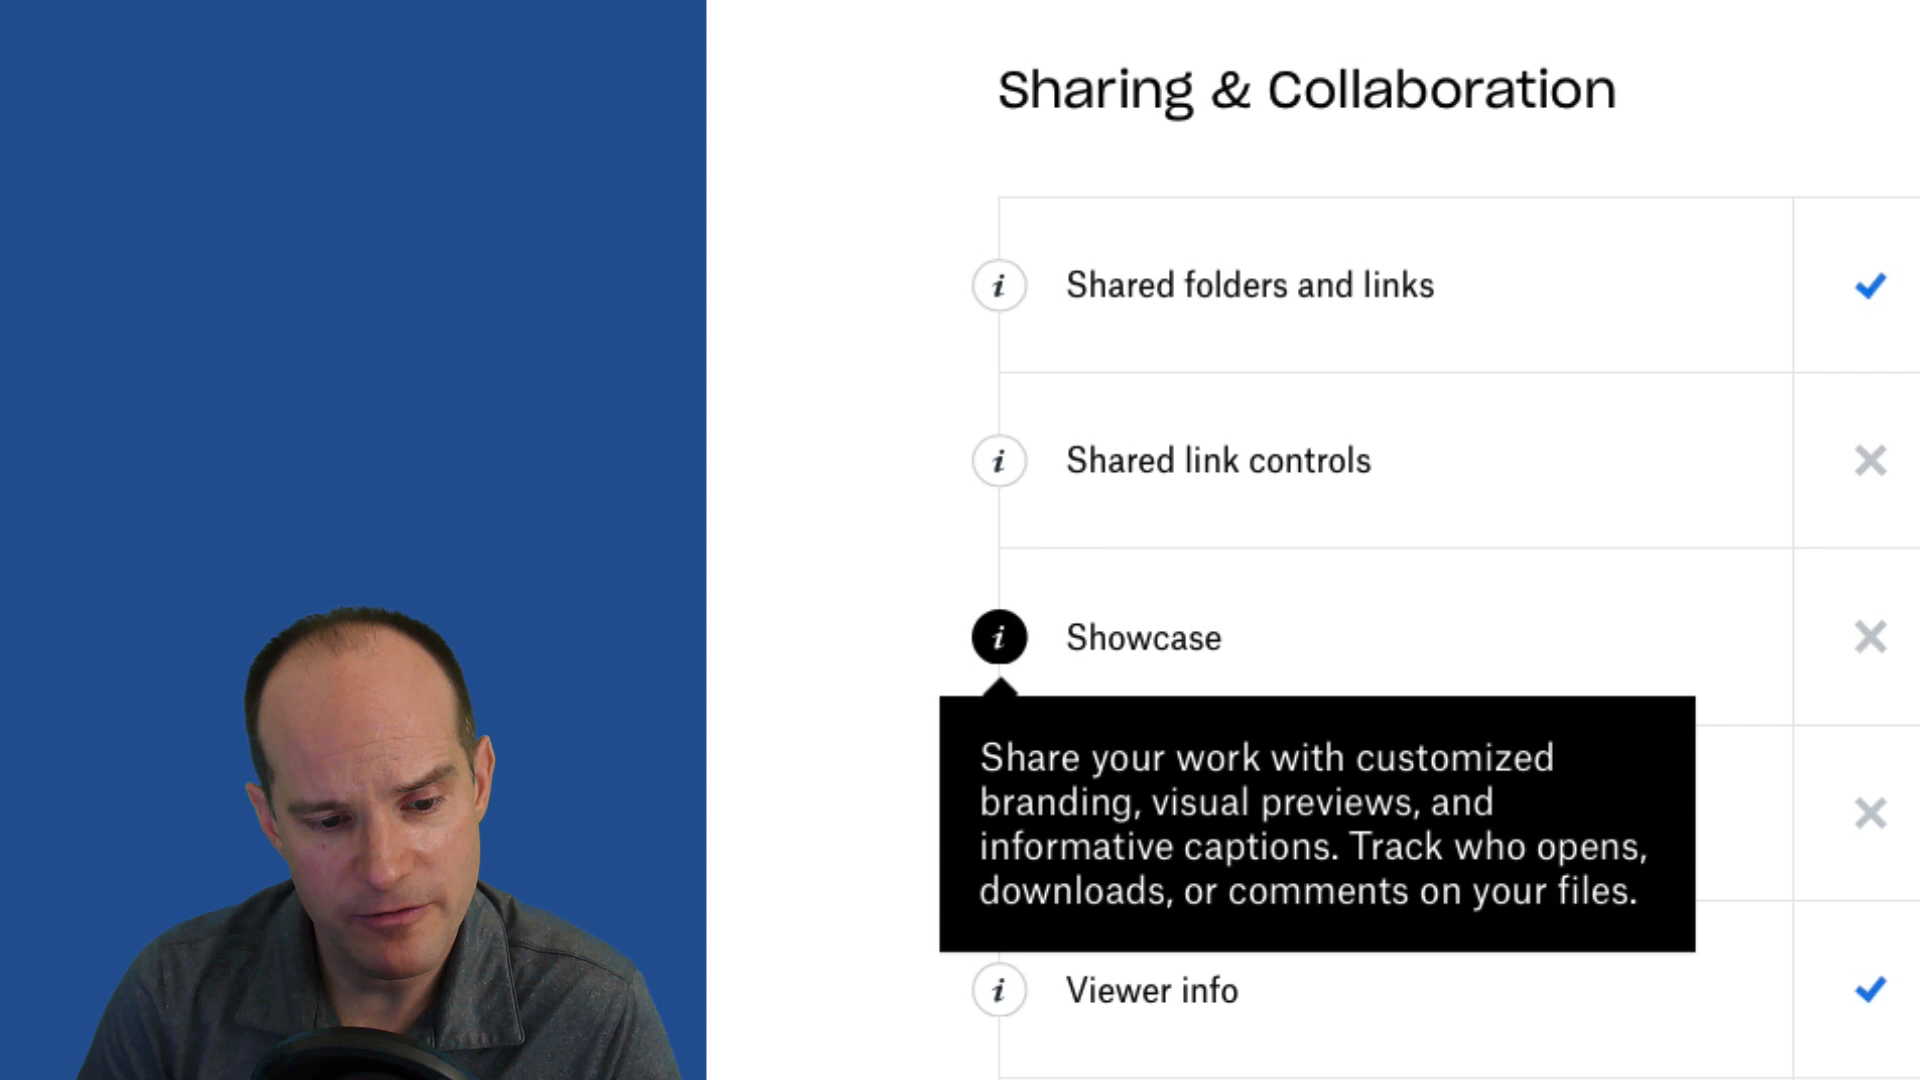 Sharing & Collaboration
i Shared folders and links
i Shared link controls
i Showcase
Share your work with customized
branding, visual previews, and
informative captions. Track who opens,
downloads, or comments on your files.
i Viewer info